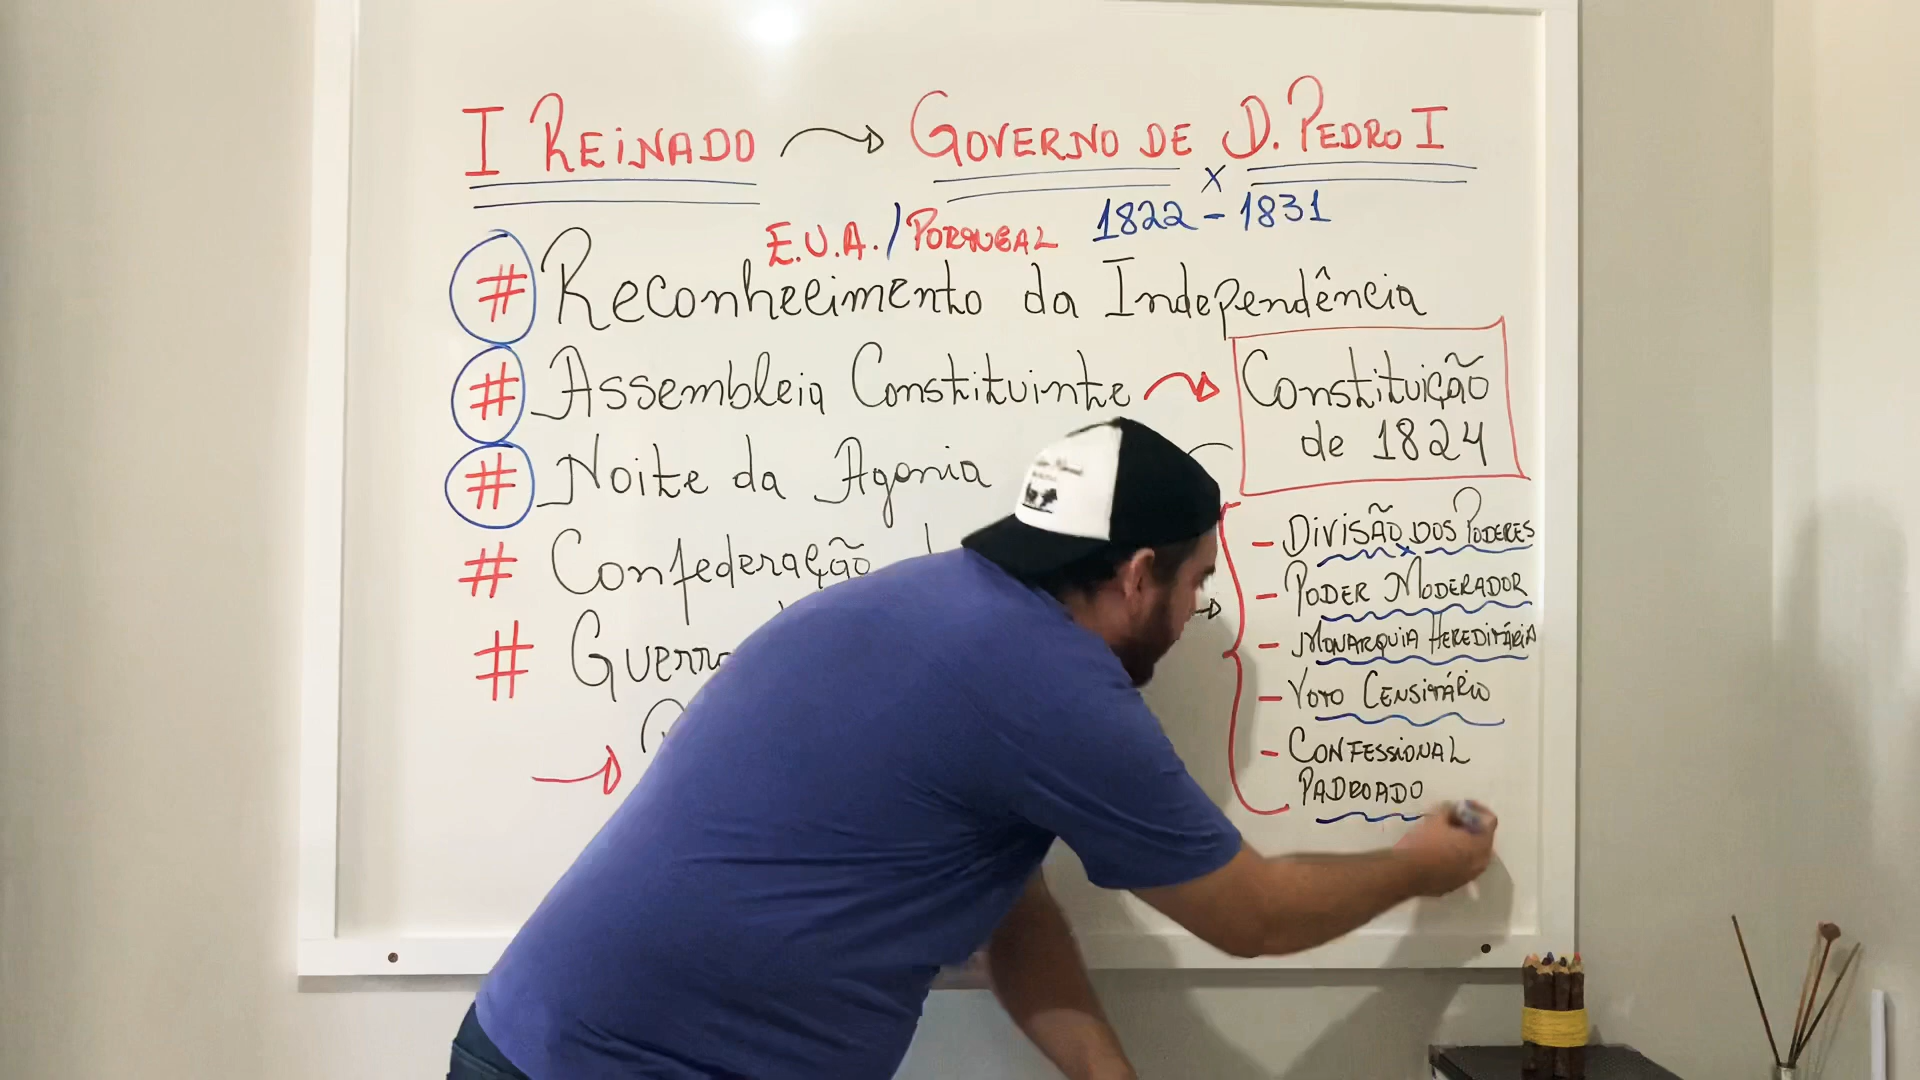 I REINADO → GOVERNO DE D. PEDRO I
E.U.A. / PORTUGAL 1822 - 1831
# Reconhecimento da Independência
# Assembleia Constituinte → Constituição
de 1824
# Noite da Agonia
# Confederação
# Guerra
- DIVISÃO DOS PODERES
- PODER MODERADOR
- MONARQUIA HEREDITÁRIA
- VOTO CENSITÁRIO
- CONFESSIONAL
PADROADO